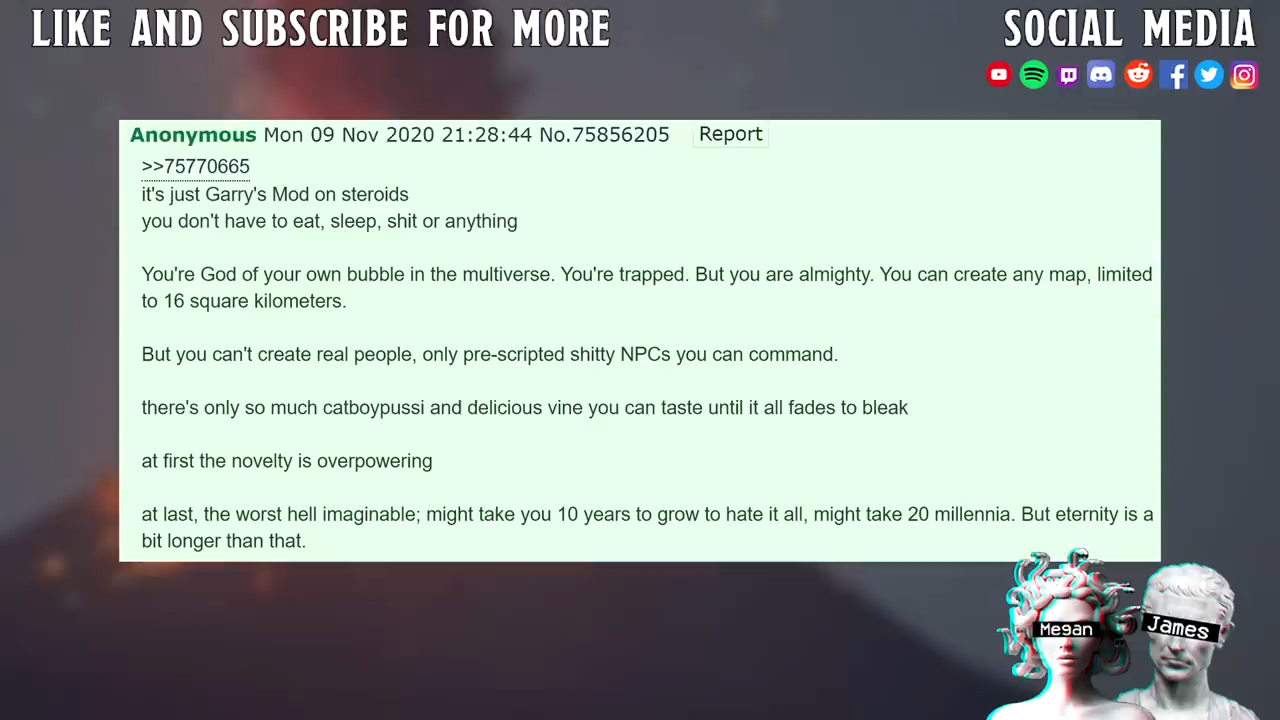 LIKE AND SUBSCRIBE FOR MORE
SOCIAL MEDIA
Anonymous Mon 09 Nov 2020 21:28:44 No.75856205 Report
>>75770665
it's just Garry's Mod on steroids
you don't have to eat, sleep, shit or anything
You're God of your own bubble in the multiverse. You're trapped. But you are almighty. You can create any map, limited
to 16 square kilometers.
But you can't create real people, only pre-scripted shitty NPCs you can command.
there's only so much catboypussi and delicious vine you can taste until it all fades to bleak
at first the novelty is overpowering
at last, the worst hell imaginable; might take you 10 years to grow to hate it all, might take 20 millennia. But eternity is a
bit longer than that.
Megan
James